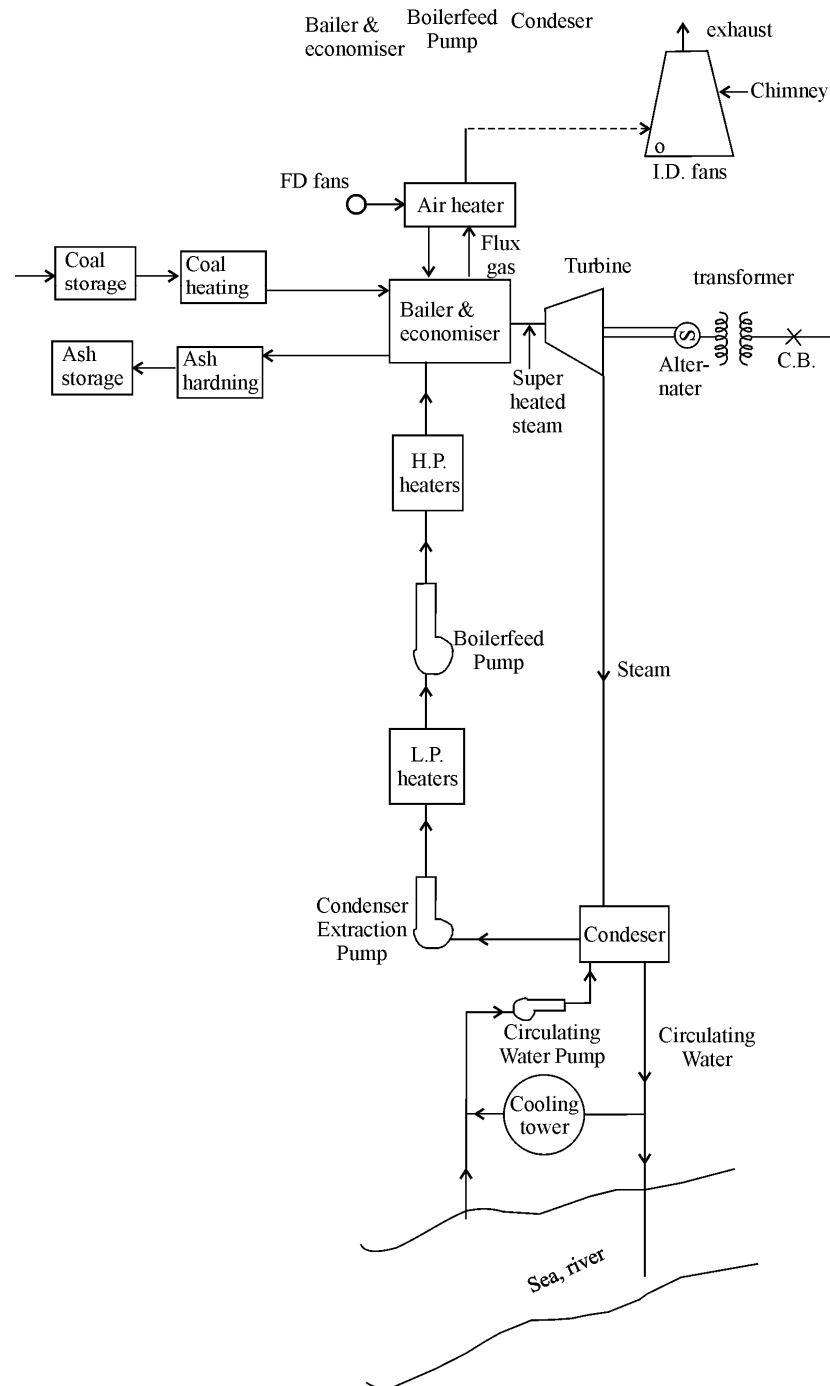 Bailer &
economiser
Boilerfeed
Pump
Condeser
exhaust
Chimney
I.D. fans
FD fans
Air heater
Flux
gas
Coal
storage
Coal
heating
Bailer &
economiser
Turbine
transformer
S
Alter-
nater
C.B.
Ash
storage
Ash
hardning
Super
heated
steam
H.P.
heaters
Boilerfeed
Pump
Steam
L.P.
heaters
Condenser
Extraction
Pump
Condeser
Circulating
Water Pump
Circulating
Water
Cooling
tower
Sea, river